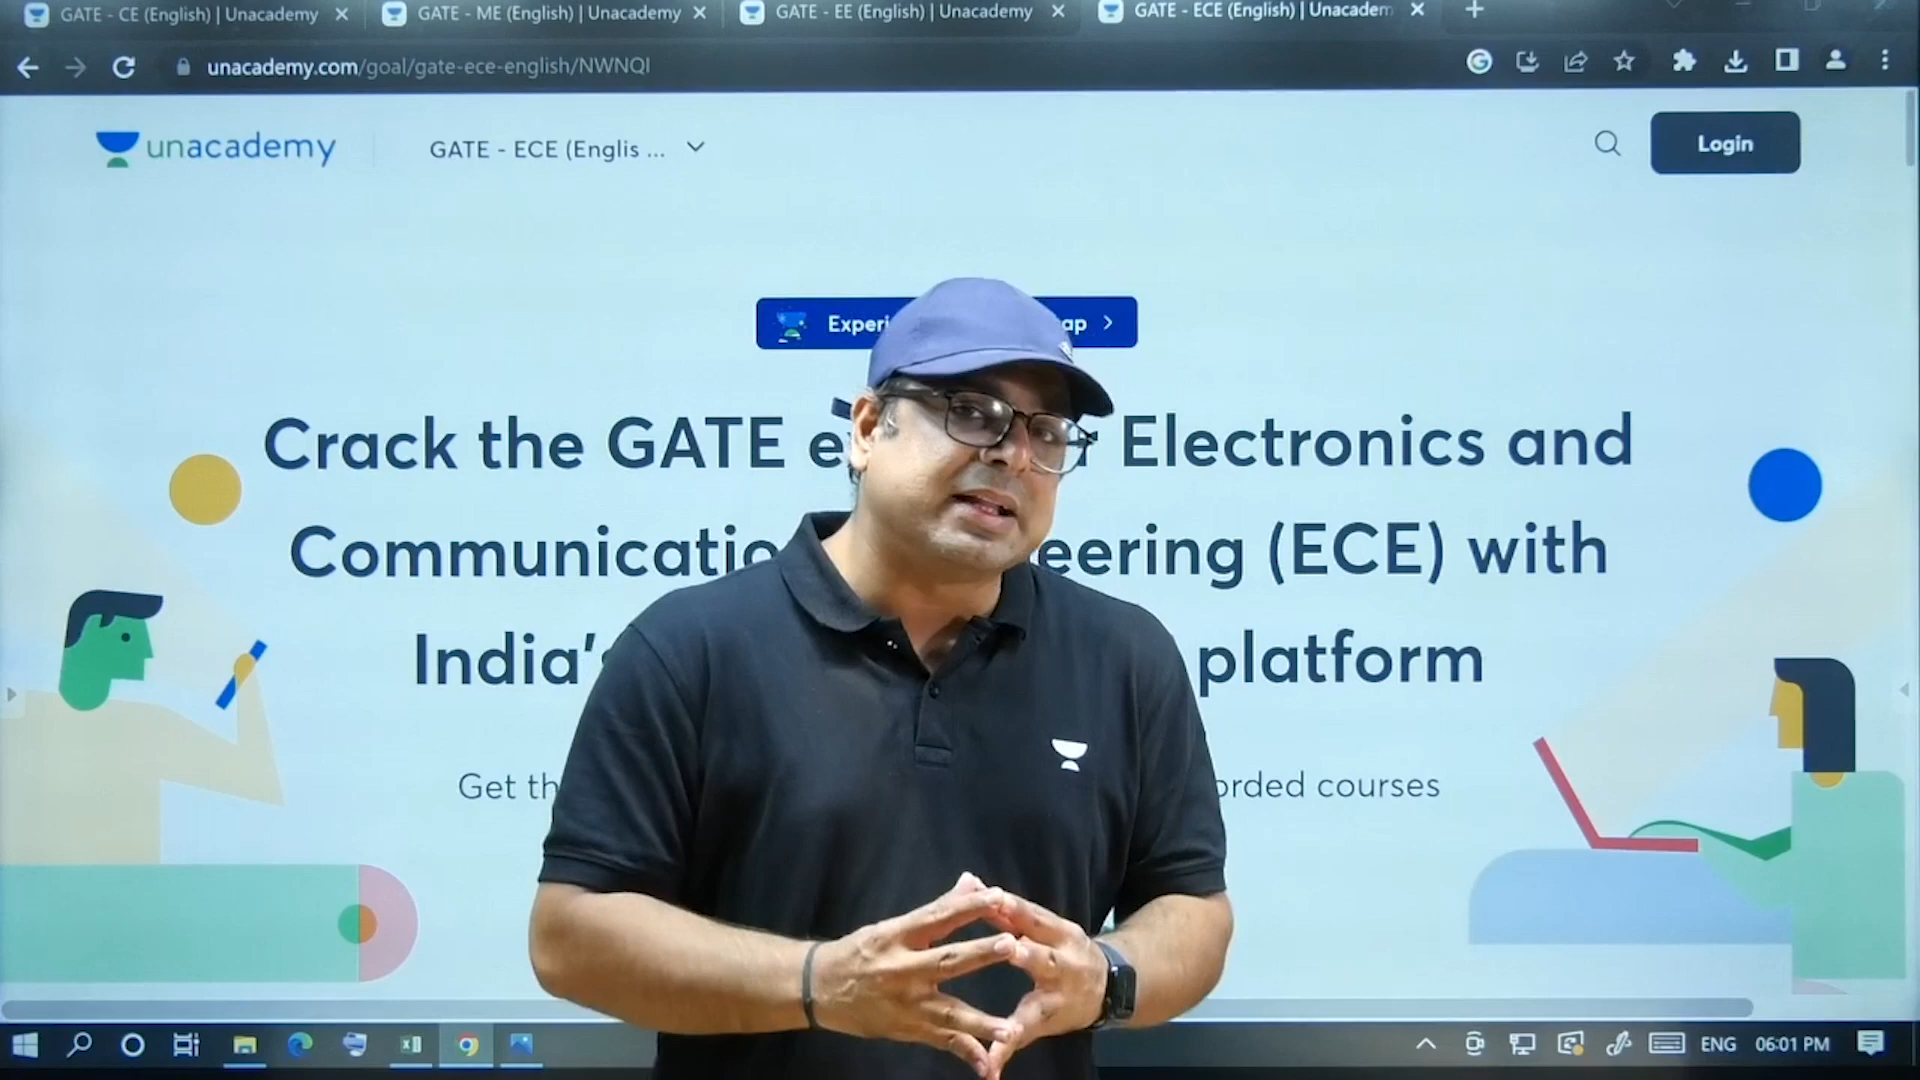 GATE - CE (English) | Unacademy
GATE - ME (English) | Unacademy
GATE - EE (English) | Unacademy
GATE - ECE (English) | Unacadem
unacademy.com/goal/gate-ece-english/NWNQI
unacademy
GATE - ECE (Englis ...
Login
Experi ap
Crack the GATE e r Electronics and
Communicatio eering (ECE) with
India's platform
Get th orded courses
ENG 06:01 PM